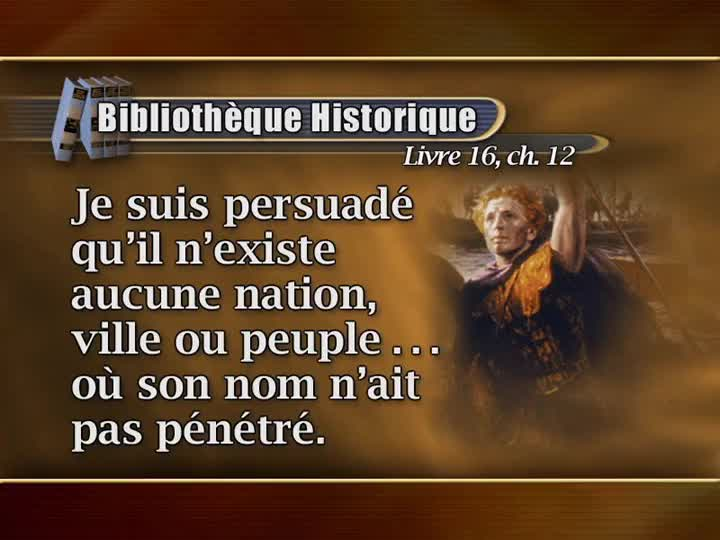 Bibliothèque Historique
Livre 16, ch. 12
Je suis persuadé
qu’il n’existe
aucune nation,
ville ou peuple . . .
où son nom n’ait
pas pénétré.